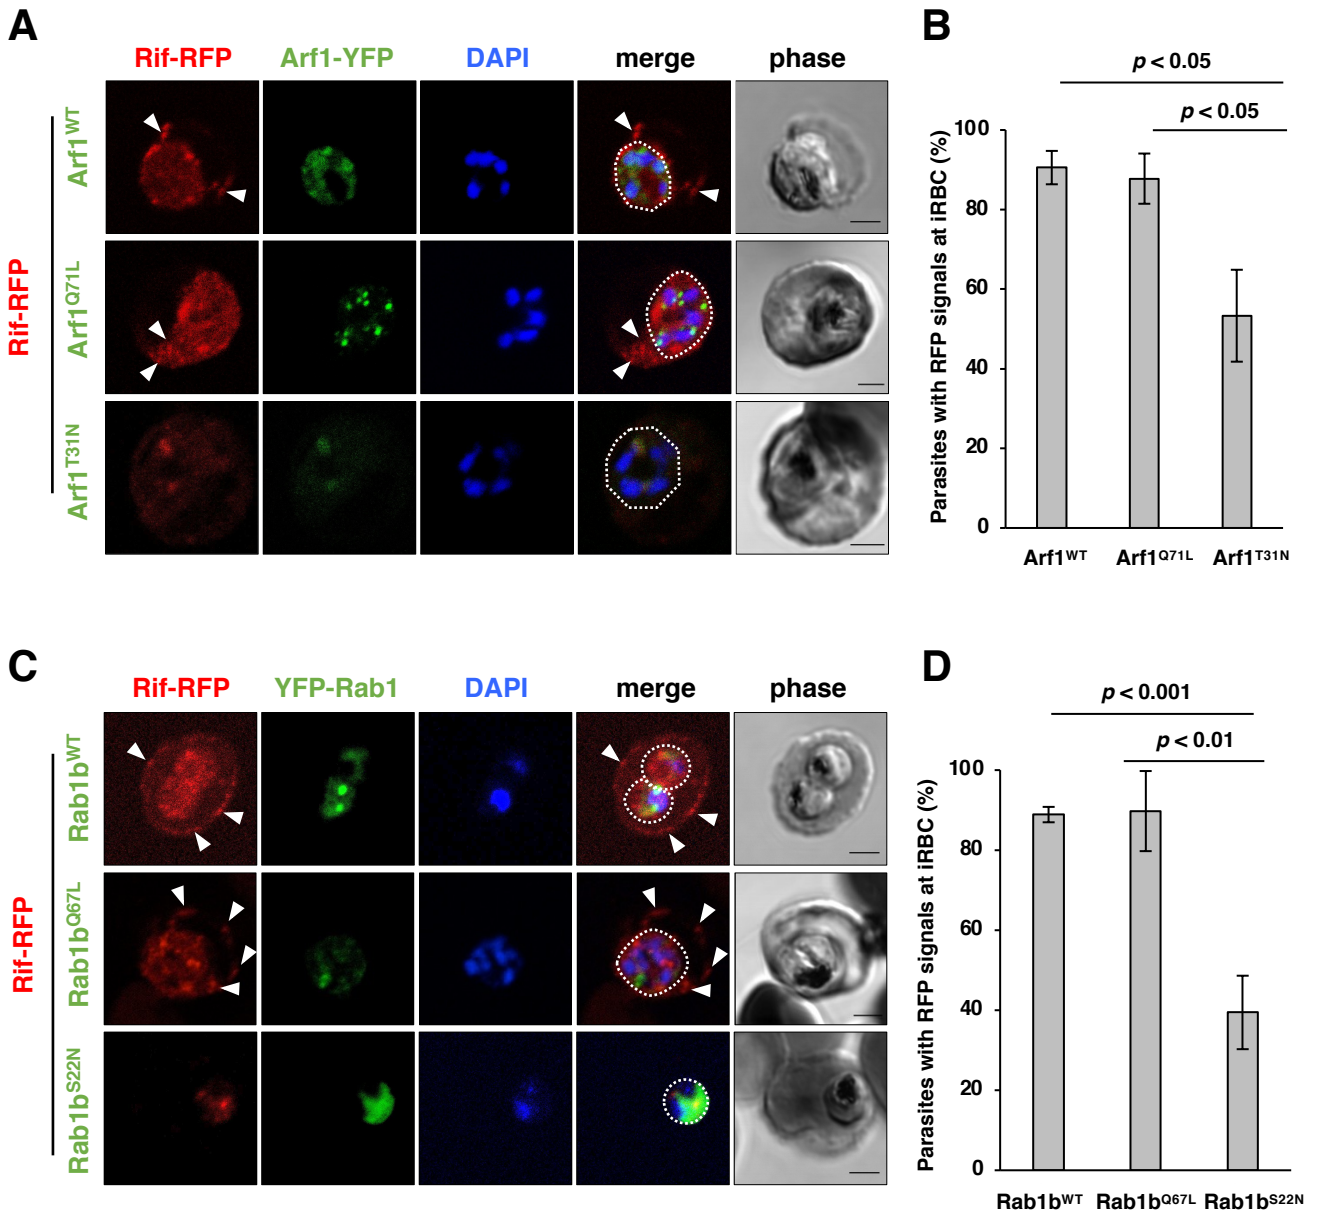 A
Rif-RFP Arf1-YFP DAPI merge phase
Rif-RFP
Arf1WT
Arf1Q71L
Arf1T31N
B
p < 0.05
p < 0.05
Parasites with RFP signals at iRBC (%)
100
80
60
40
20
0
Arf1WT Arf1Q71L Arf1T31N
C
Rif-RFP YFP-Rab1 DAPI merge phase
Rif-RFP
Rab1bWT
Rab1bQ67L
Rab1bS22N
D
p < 0.001
p < 0.01
Parasites with RFP signals at iRBC (%)
100
80
60
40
20
0
Rab1bWT Rab1bQ67L Rab1bS22N